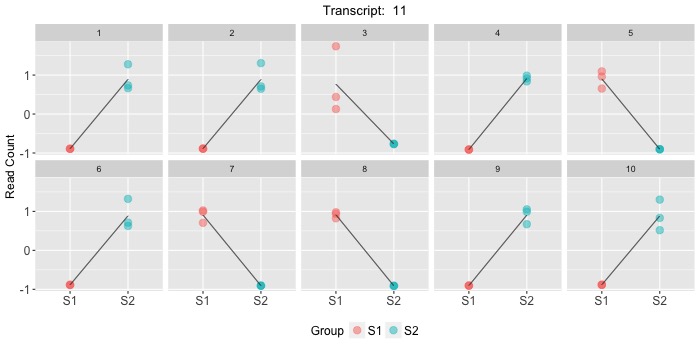 Transcript:  11
1 2 3 4 5
Read Count
1
0
-1
6 7 8 9 10
1
0
-1
S1 S2 S1 S2 S1 S2 S1 S2 S1 S2
Group S1 S2